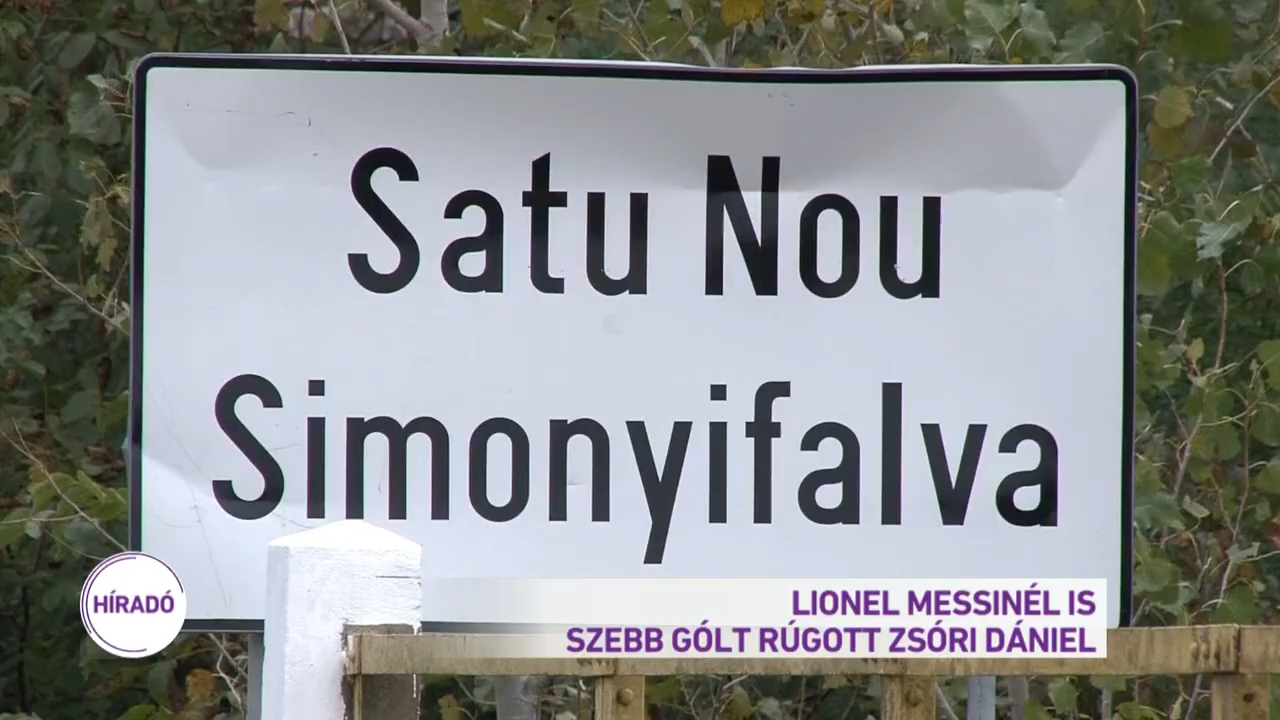 Satu Nou
Simonyifalva
HÍRADÓ
LIONEL MESSINÉL IS
SZEBB GÓLT RÚGOTT ZSÓRI DÁNIEL